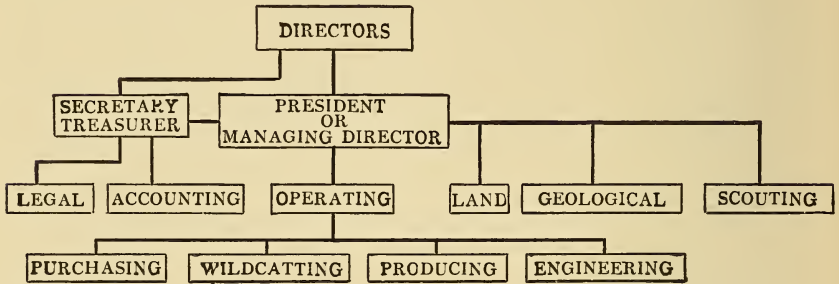 DIRECTORS
SECRETARY
TREASURER
PRESIDENT
OR
MANAGING DIRECTOR
LEGAL
ACCOUNTING
OPERATING
LAND
GEOLOGICAL
SCOUTING
PURCHASING
WILDCATTING
PRODUCING
ENGINEERING